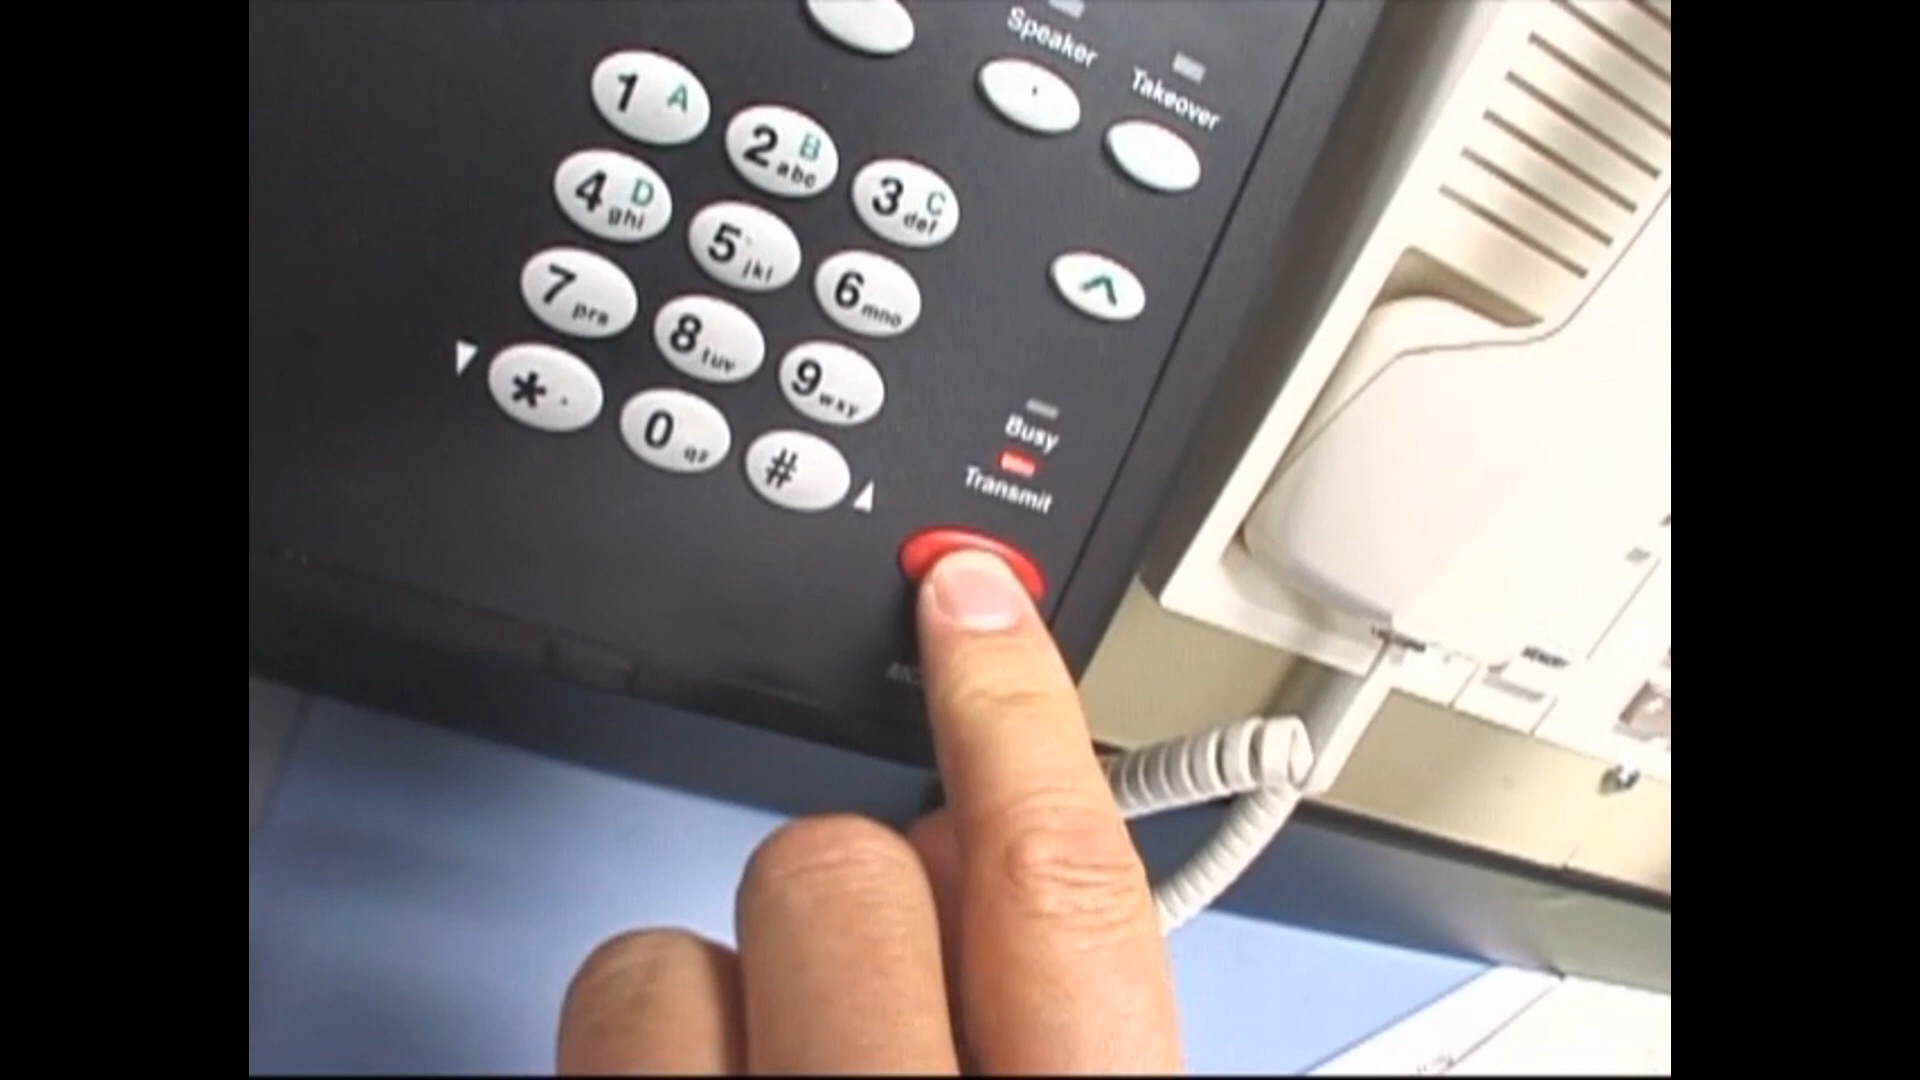 Speaker
Takeover
1 A
2 B abc
3 C def
4 D ghi
5 jkl
6 mno
7 prs
8 tuv
9 wxy
*
0 qz
#
Busy
Transmit